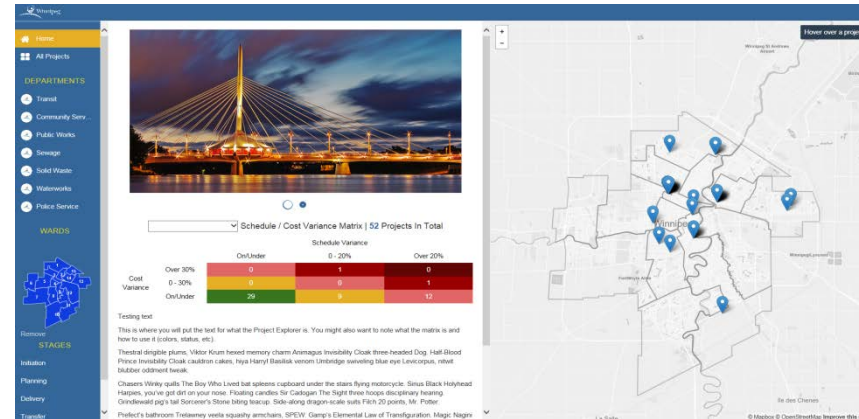 Winnipeg
Home
All Projects
DEPARTMENTS
Transit
Community Serv...
Public Works
Sewage
Solid Waste
Waterworks
Police Service
WARDS
Remove
STAGES
Initiation
Planning
Delivery
Transfer
Schedule / Cost Variance Matrix | 52 Projects In Total
Schedule Variance
On/Under 0 - 20% Over 20%
Cost Variance
Over 30% 0 1 0
0 - 30% 0 0 1
On/Under 29 9 12
Testing text
This is where you will put the text for what the Project Explorer is. You might also want to note what the matrix is and
how to use it (colors, status, etc)
Thestral dirigible plums, Viktor Krum hexed memory charm Animagus Invisibility Cloak three-headed Dog. Half-Blood
Prince Invisibility Cloak cauldron cakes, hiya Harry! Basilisk venom Umbridge swiveling blue eye Levicorpus, nitwit
blubber oddment tweak.
Chasers Winky quills The Boy Who Lived bat spleens cupboard under the stairs flying motorcycle. Sirius Black Holyhead
Harpies, you've got dirt on your nose. Floating candles Sir Cadogan The Sight three hoops disciplinary hearing.
Grindlewald pig's tail Sorcerer's Stone biting teacup. Side-along dragon-scale suits Filch 20 points, Mr. Potter.
Prefect's bathroom Trelawney veela squashy armchairs, SPEW. Gamp's Elemental Law of Transfiguration. Magic Nagini
+
-
Hover over a proje
Winnipeg
Ile des Chenes
© Mapbox © OpenStreetMap Improve this